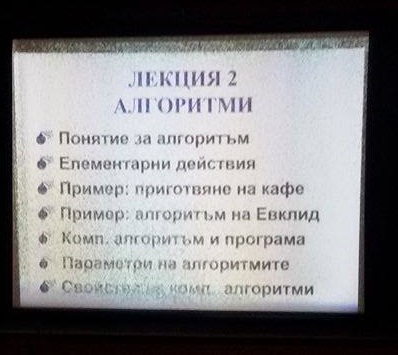 ЛЕКЦИЯ 2
АЛГОРИТМИ
Понятие за алгоритъм
Елементарни действия
Пример: приготвяне на кафе
Пример: алгоритъм на Евклид
Комп. алгоритъм и програма
Параметри на алгоритмите
Свойства на комп. алгоритми